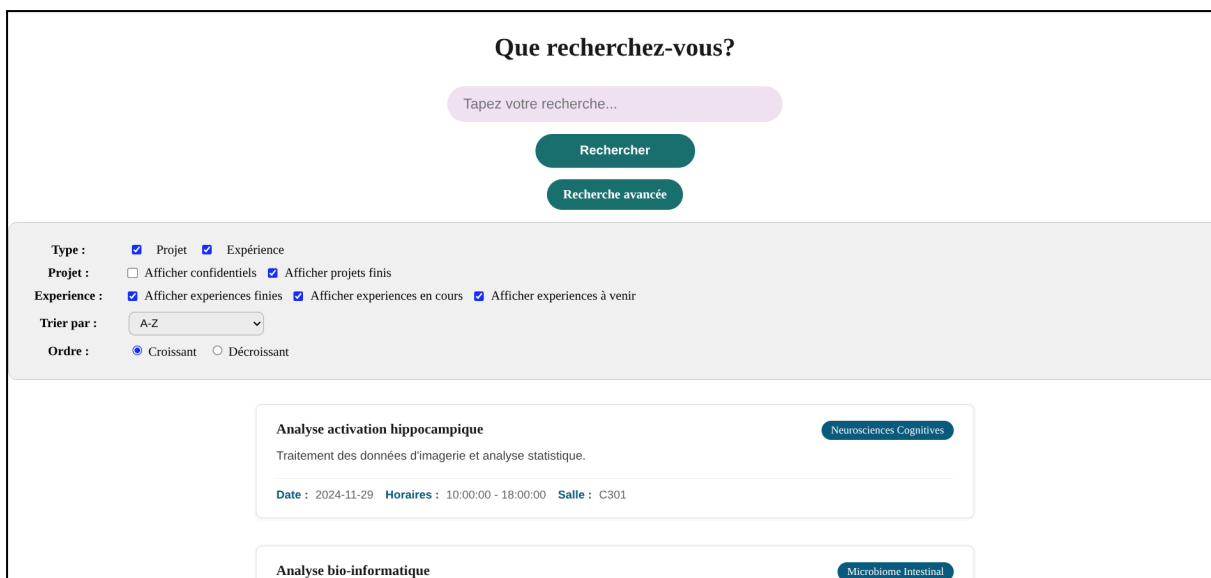 Que recherchez-vous?
Tapez votre recherche...
Rechercher
Recherche avancée
Type : Projet Expérience
Projet : Afficher confidentiels Afficher projets finis
Experience : Afficher experiences finies Afficher experiences en cours Afficher experiences à venir
Trier par : A-Z
Ordre : Croissant Décroissant
Analyse activation hippocampique Neurosciences Cognitives
Traitement des données d'imagerie et analyse statistique.
Date : 2024-11-29 Horaires : 10:00:00 - 18:00:00 Salle : C301
Analyse bio-informatique Microbiome Intestinal